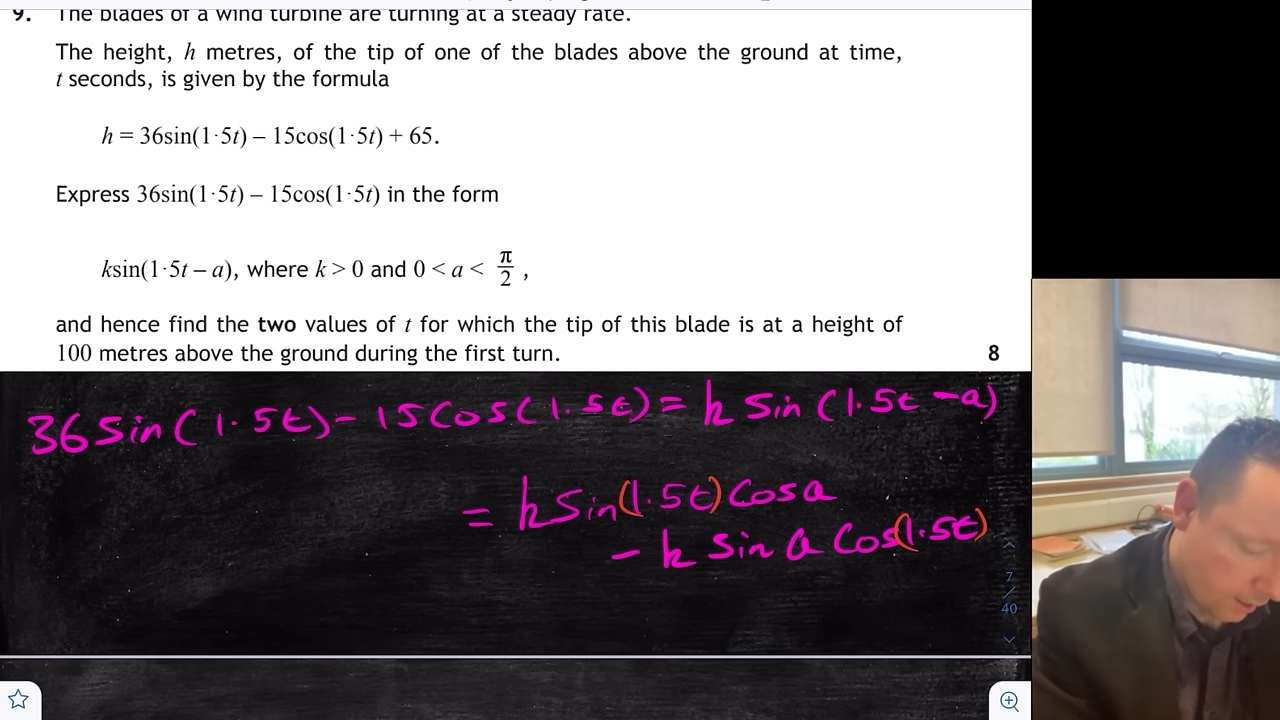 9. The blades of a wind turbine are turning at a steady rate.
The height, h metres, of the tip of one of the blades above the ground at time,
t seconds, is given by the formula
h = 36sin(1·5t) – 15cos(1·5t) + 65.
Express 36sin(1·5t) – 15cos(1·5t) in the form
ksin(1·5t – a), where k > 0 and 0 < a < π/2 ,
and hence find the two values of t for which the tip of this blade is at a height of
100 metres above the ground during the first turn.
8
36 sin(1.5t) – 15cos(1.5t) = k sin(1.5t – a)
= k sin(1.5t) cos a
– k sin a cos(1.5t)
7
/
40